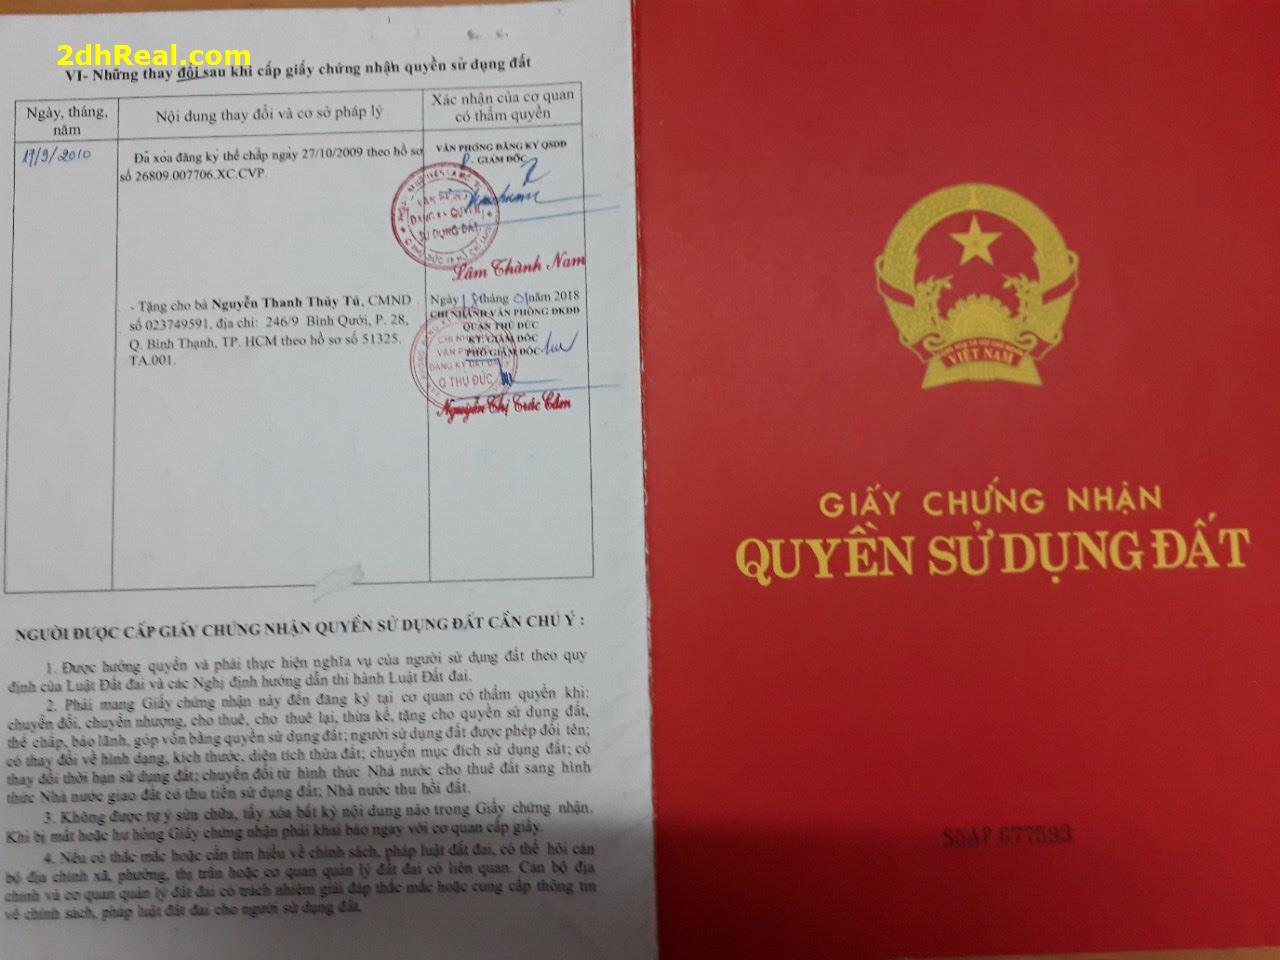 2dhReal.com
VI- Những thay đổi sau khi cấp giấy chứng nhận quyền sử dụng đất
Ngày, tháng, năm
Nội dung thay đổi và cơ sở pháp lý
Xác nhận của cơ quan có thẩm quyền
17/9/2010
Đã xóa đăng ký thế chấp ngày 27/10/2009 theo hồ sơ
số 26809.007706.XC.CVP.
VĂN PHÒNG ĐĂNG KÝ QSDĐ
P. GIÁM ĐỐC
Lâm Thành Nam
- Tặng cho bà Nguyễn Thanh Thủy Tú, CMND
số 023749591, địa chỉ: 246/9 Bình Qưới, P. 28,
Q. Bình Thạnh, TP. HCM theo hồ sơ số 51325.
TA.001.
Ngày 18 tháng 01 năm 2018
CHI NHÁNH VĂN PHÒNG ĐKĐĐ
QUẬN THỦ ĐỨC
KT. GIÁM ĐỐC
PHÓ GIÁM ĐỐC
Q THỦ ĐỨC
Nguyễn Thị Trúc Cầm
NGƯỜI ĐƯỢC CẤP GIẤY CHỨNG NHẬN QUYỀN SỬ DỤNG ĐẤT CẦN CHÚ Ý :
1. Được hưởng quyền và phải thực hiện nghĩa vụ của người sử dụng đất theo quy
định của Luật Đất đai và các Nghị định hướng dẫn thi hành Luật Đất đai.
2. Phải mang Giấy chứng nhận này đến đăng ký tại cơ quan có thẩm quyền khi:
chuyển đổi, chuyển nhượng, cho thuê, cho thuê lại, thừa kế, tặng cho quyền sử dụng đất,
thế chấp, bảo lãnh, góp vốn bằng quyền sử dụng đất; người sử dụng đất được phép đổi tên;
có thay đổi về hình dạng, kích thước, diện tích thửa đất; chuyển mục đích sử dụng đất; có
thay đổi thời hạn sử dụng đất; chuyển đổi từ hình thức Nhà nước cho thuê đất sang hình
thức Nhà nước giao đất có thu tiền sử dụng đất; Nhà nước thu hồi đất.
3. Không được tự ý sửa chữa, tẩy xóa bất kỳ nội dung nào trong Giấy chứng nhận.
Khi bị mất hoặc hư hỏng Giấy chứng nhận phải khai báo ngay với cơ quan cấp giấy.
4. Nếu có thắc mắc hoặc cần tìm hiểu về chính sách, pháp luật đất đai, có thể hỏi cán
bộ địa chính xã, phường, thị trấn hoặc cơ quan quản lý đất đai có liên quan. Cán bộ địa
chính và cơ quan quản lý đất đai có trách nhiệm giải đáp thắc mắc hoặc cung cấp thông tin
về chính sách, pháp luật đất đai cho người sử dụng đất.
VIỆT NAM
GIẤY CHỨNG NHẬN
QUYỀN SỬ DỤNG ĐẤT
Số AP 677593